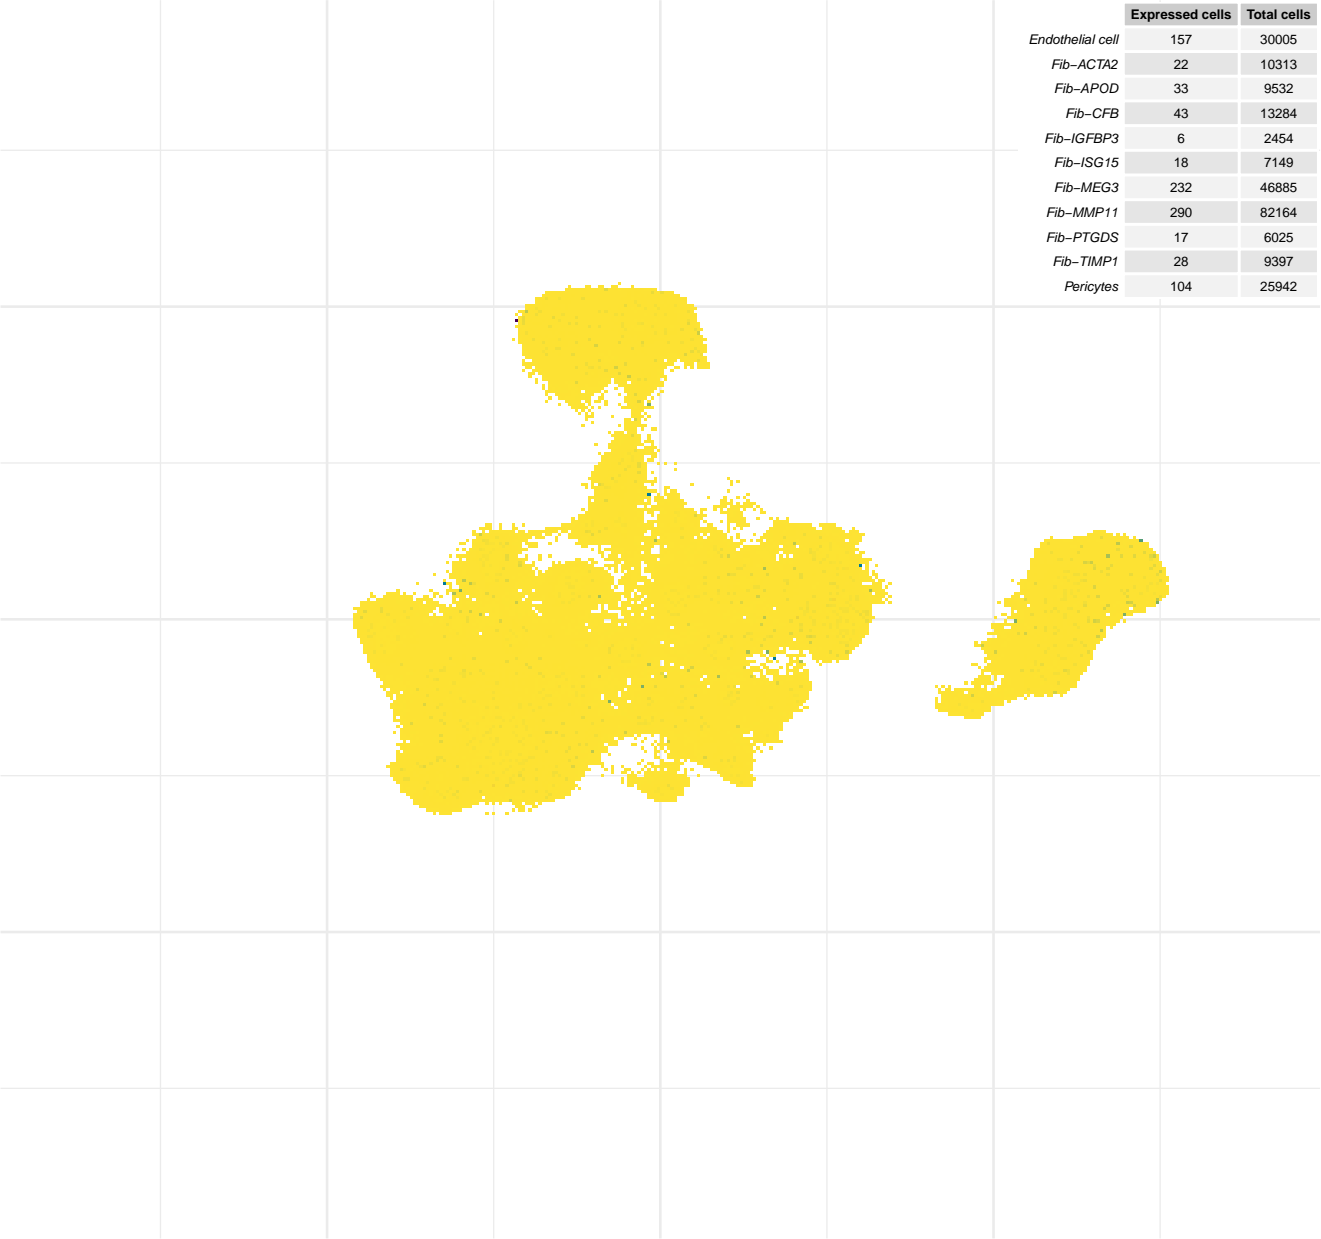 Expressed cells Total cells
Endothelial cell 157 30005
Fib−ACTA2 22 10313
Fib−APOD 33 9532
Fib−CFB 43 13284
Fib−IGFBP3 6 2454
Fib−ISG15 18 7149
Fib−MEG3 232 46885
Fib−MMP11 290 82164
Fib−PTGDS 17 6025
Fib−TIMP1 28 9397
Pericytes 104 25942